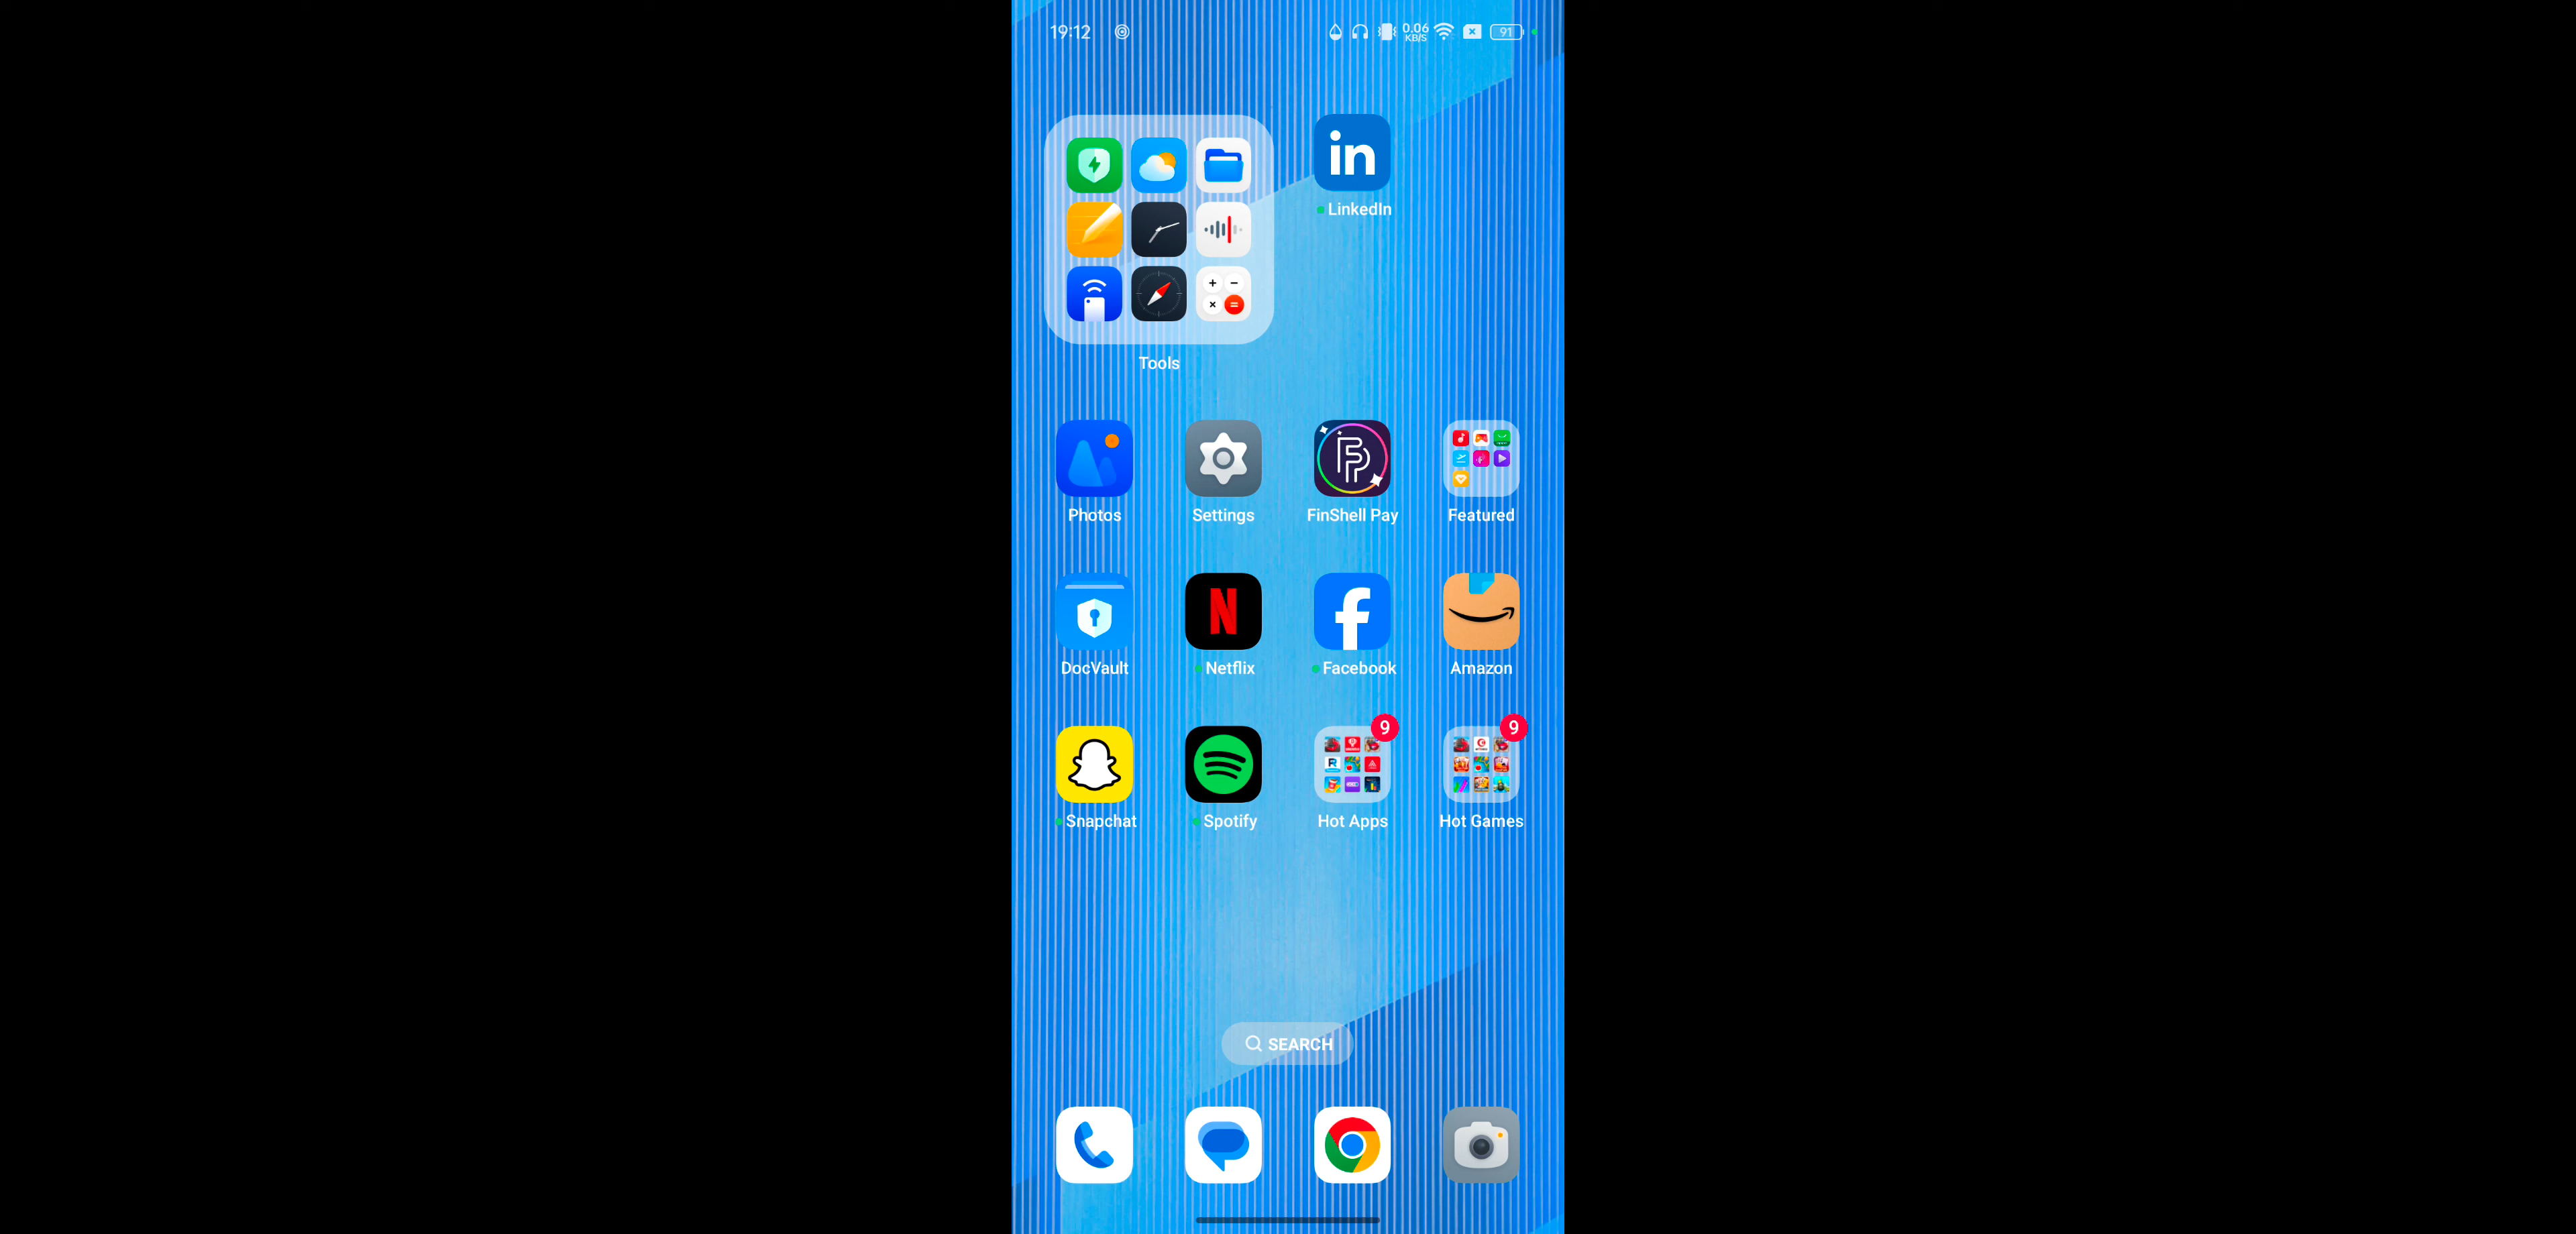 19:12
0.06
KB/S
91
in
LinkedIn
Tools
Photos
Settings
FinShell Pay
Featured
DocVault
Netflix
Facebook
Amazon
9
9
Snapchat
Spotify
Hot Apps
Hot Games
SEARCH